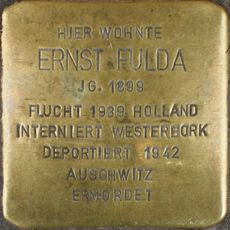 HIER WOHNTE
ERNST FULDA
JG. 1899
FLUCHT 1939 HOLLAND
INTERNIERT WESTERBORK
DEPORTIERT 1942
AUSCHWITZ
ERMORDET